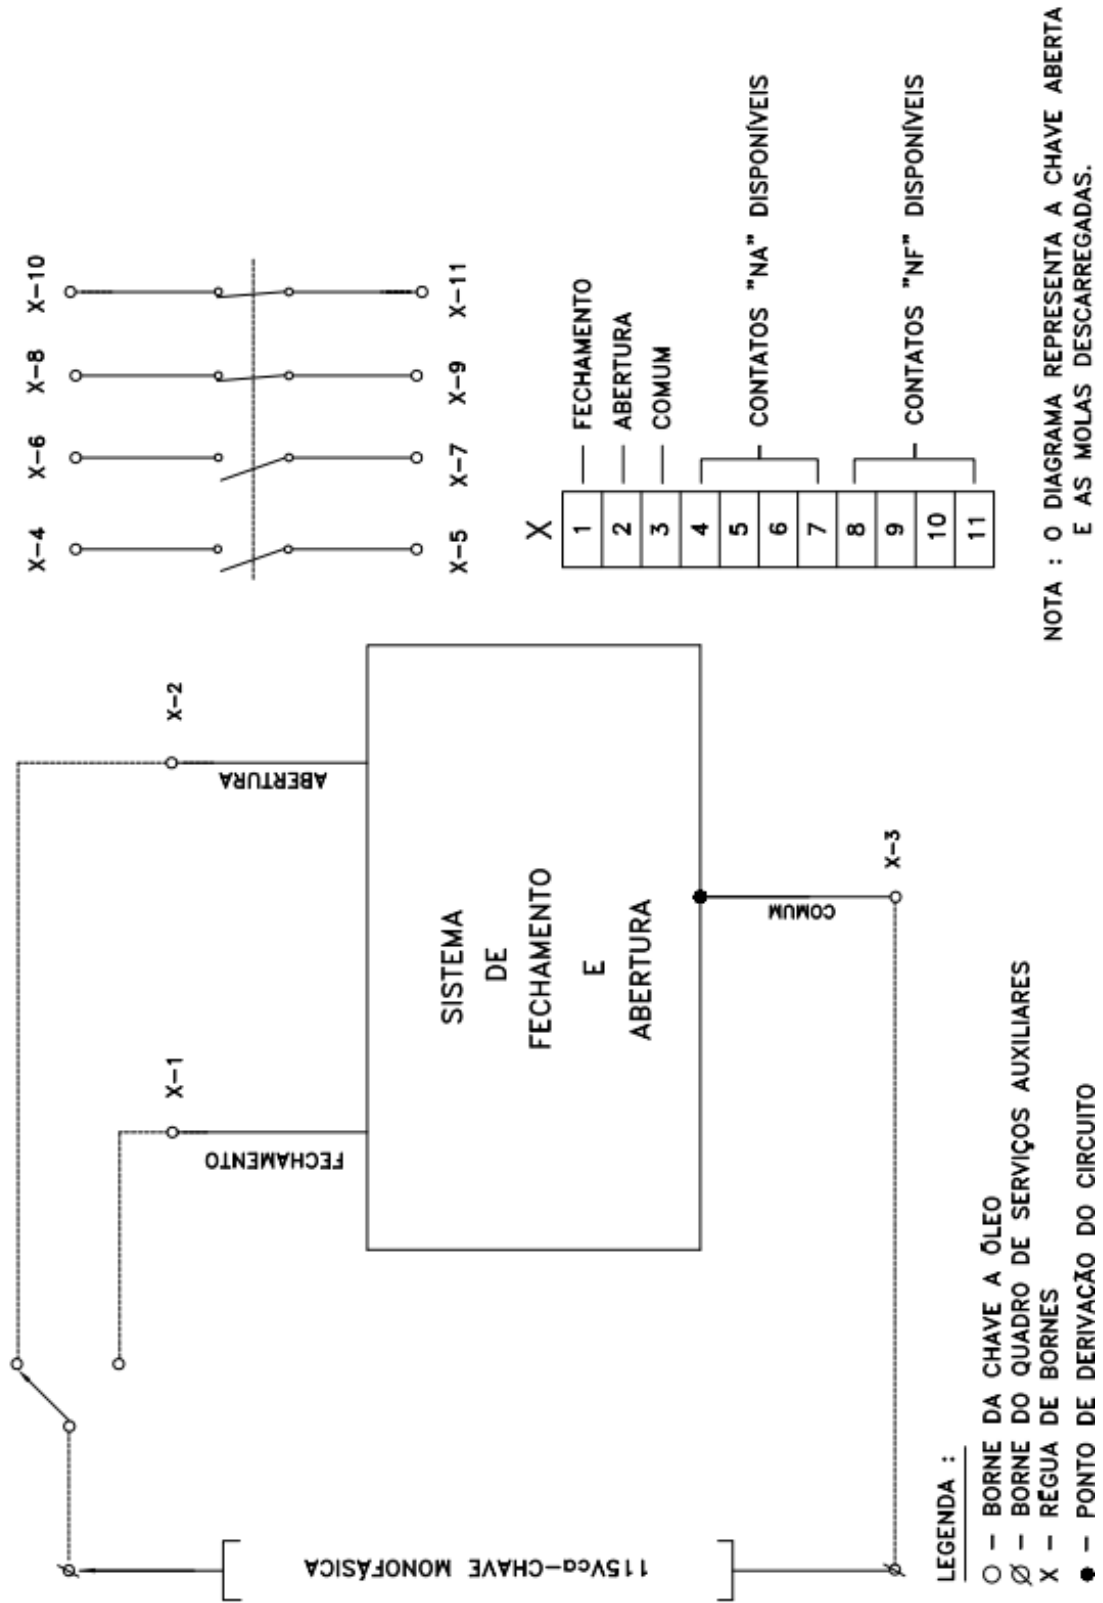 X-4
X-6
X-8
X-10
X-5
X-7
X-9
X-11
X-1
X-2
FECHAMENTO
ABERTURA
115Vca-CHAVE MONOFÁSICA
SISTEMA
DE
FECHAMENTO
E
ABERTURA
COMUM
X-3
X
1
FECHAMENTO
2
ABERTURA
3
COMUM
4
5
6
7
CONTATOS "NA" DISPONÍVEIS
8
9
10
11
CONTATOS "NF" DISPONÍVEIS
LEGENDA :
O - BORNE DA CHAVE A ÓLEO
Ø - BORNE DO QUADRO DE SERVIÇOS AUXILIARES
X - RÉGUA DE BORNES
● - PONTO DE DERIVAÇÃO DO CIRCUITO
NOTA : O DIAGRAMA REPRESENTA A CHAVE ABERTA
E AS MOLAS DESCARREGADAS.